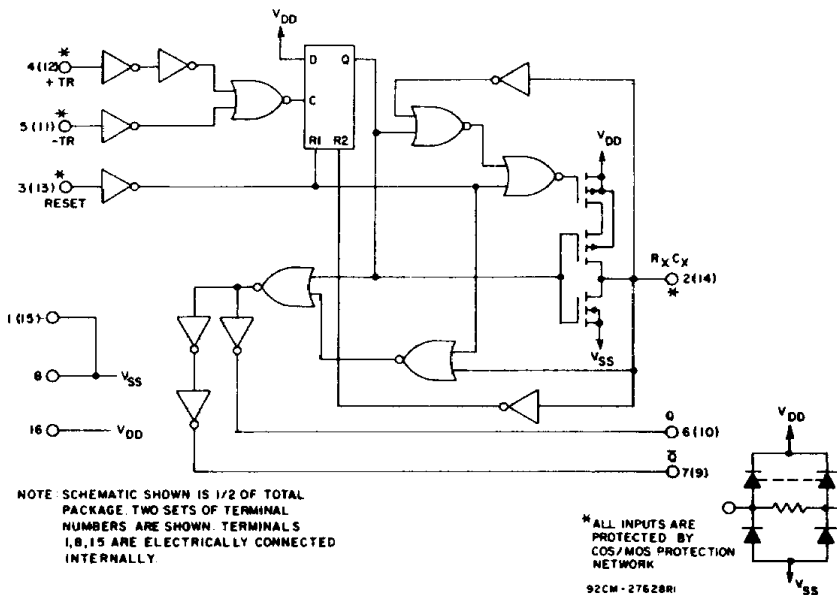 VDD
*
4(12)
+ TR
D Q
C
R1 R2
*
5(11)
-TR
*
3(13)
RESET
VDD
RXCX
2(14)
*
VSS
1(15)
8 VSS
16 VDD
Q
6(10)
Q̅
7(9)
NOTE: SCHEMATIC SHOWN IS 1/2 OF TOTAL
PACKAGE. TWO SETS OF TERMINAL
NUMBERS ARE SHOWN. TERMINALS
1,8,15 ARE ELECTRICALLY CONNECTED
INTERNALLY.
*ALL INPUTS ARE
PROTECTED BY
COS/MOS PROTECTION
NETWORK
VDD
VSS
92CM-27628R1